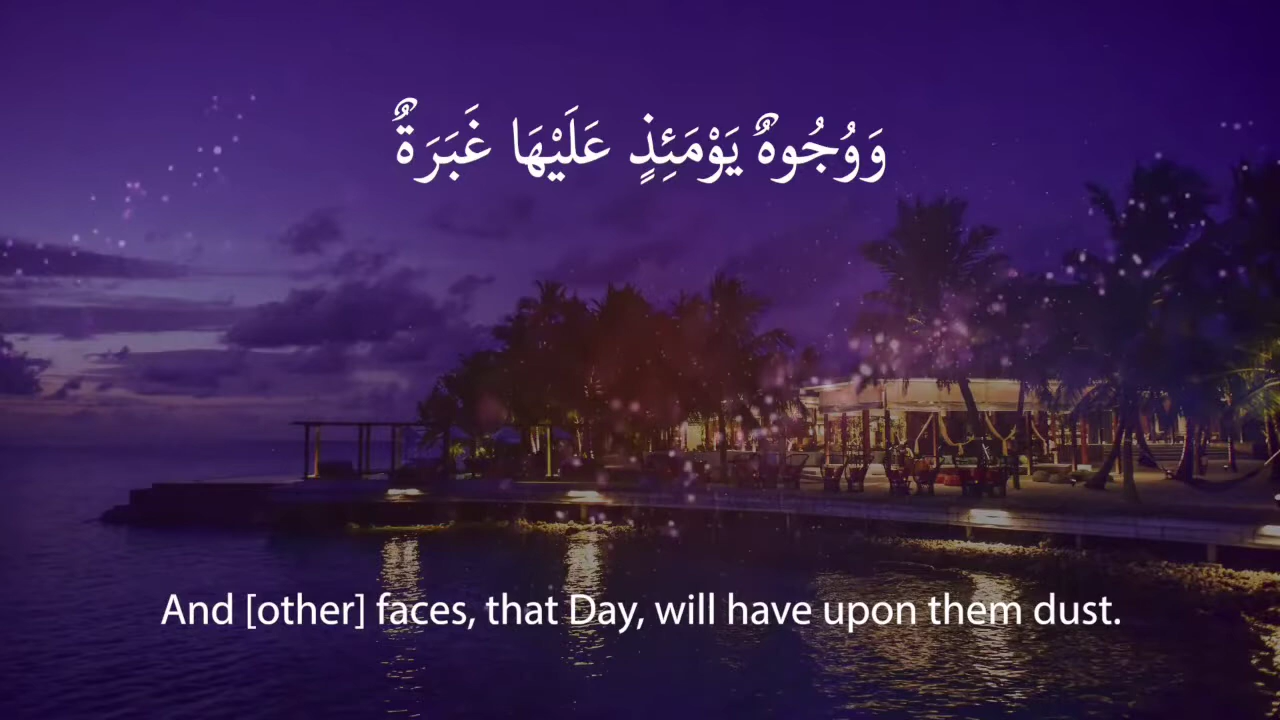 وَوُجُوهٌ يَوْمَئِذٍ عَلَيْهَا غَبَرَةٌ
And [other] faces, that Day, will have upon them dust.